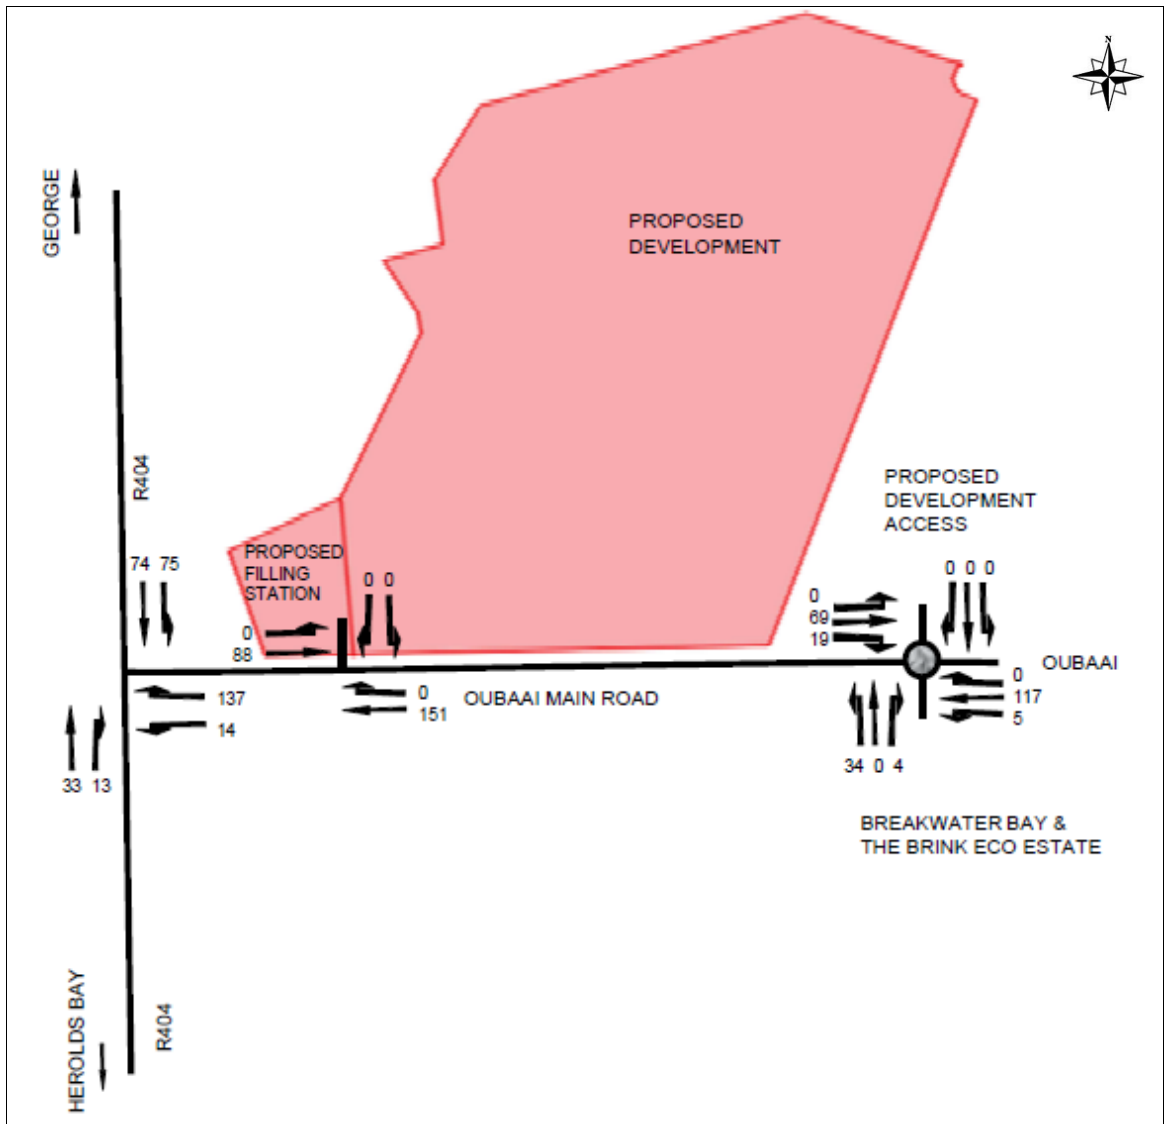 N
GEORGE
PROPOSED
DEVELOPMENT
R404
PROPOSED
DEVELOPMENT
ACCESS
74 75
PROPOSED
FILLING
STATION
0 0
0 0 0
0
69
19
0
88
OUBAAI
137
14
0
151
OUBAAI MAIN ROAD
0
117
5
33 13
34 0 4
BREAKWATER BAY &
THE BRINK ECO ESTATE
HEROLDS BAY
R404